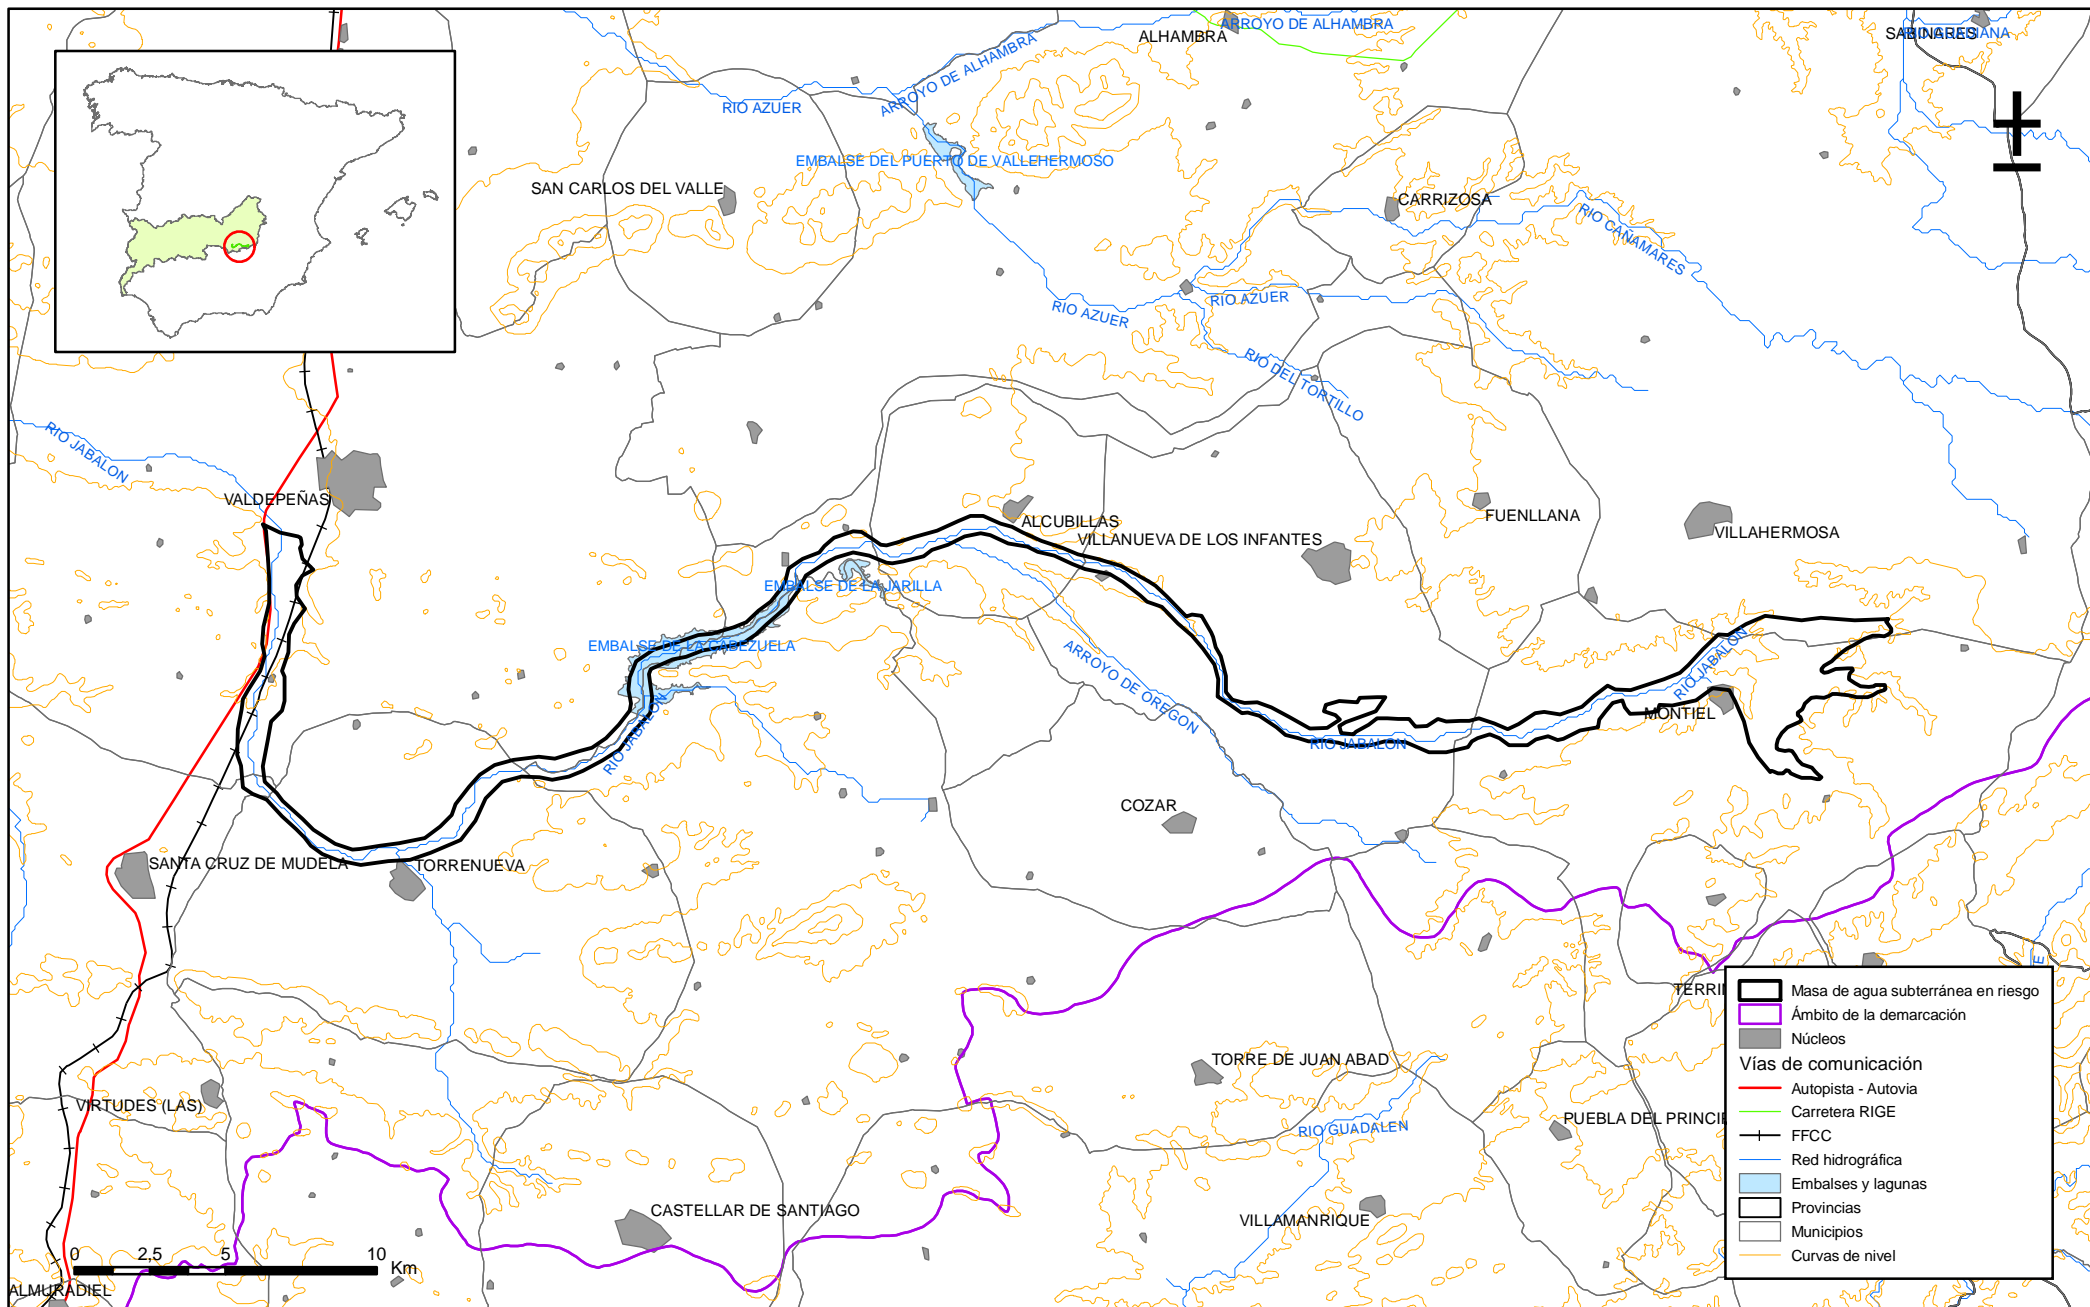 ARROYO DE ALHAMBRA
ALHAMBRA
SABINARES
ARROYO DE ALHAMBRA
RIO AZUER
EMBALSE DEL PUERTO DE VALLEHERMOSO
SAN CARLOS DEL VALLE
CARRIZOSA
RIO CAÑAMARES
RIO AZUER
RIO AZUER
RIO DEL TORTILLO
RIO JABALON
VALDEPEÑAS
ALCUBILLAS
FUENLLANA
VILLAHERMOSA
VILLANUEVA DE LOS INFANTES
EMBALSE DE LA JARILLA
EMBALSE DE LA CABEZUELA
ARROYO DE OREGON
RIO JABALON
MONTIEL
RIO JABALON
RIO JABALON
COZAR
SANTA CRUZ DE MUDELA
TORRENUEVA
TORRE DE JUAN ABAD
VIRTUDES (LAS)
RIO GUADALEN
PUEBLA DEL PRINCI
TERRI
CASTELLAR DE SANTIAGO
VILLAMANRIQUE
0 2,5 5 10
Km
ALMURADIEL
Masa de agua subterránea en riesgo
Ámbito de la demarcación
Núcleos
Vías de comunicación
Autopista - Autovia
Carretera RIGE
FFCC
Red hidrográfica
Embalses y lagunas
Provincias
Municipios
Curvas de nivel